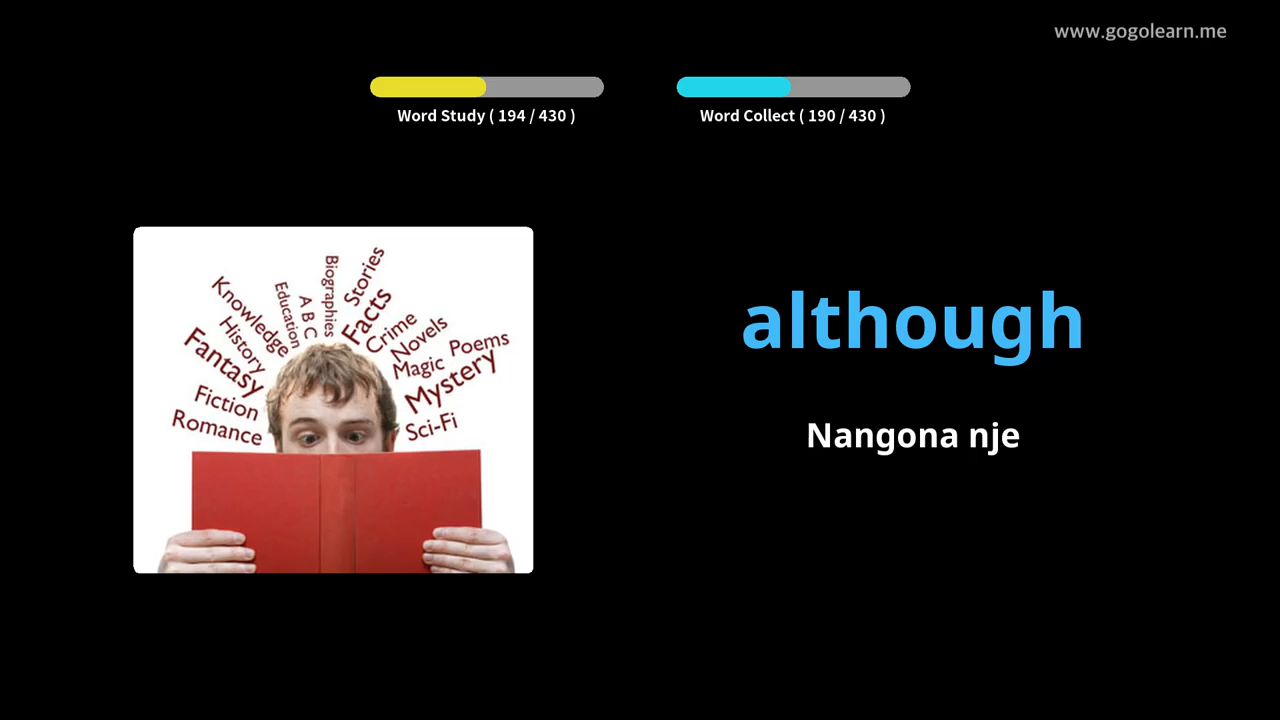 www.gogolearn.me
Word Study ( 194 / 430 )
Word Collect ( 190 / 430 )
although
Nangona nje
Biographies
Stories
Education
A B C
Facts
Knowledge
Crime
History
Novels
Poems
Fantasy
Magic
Mystery
Fiction
Romance
Sci-Fi